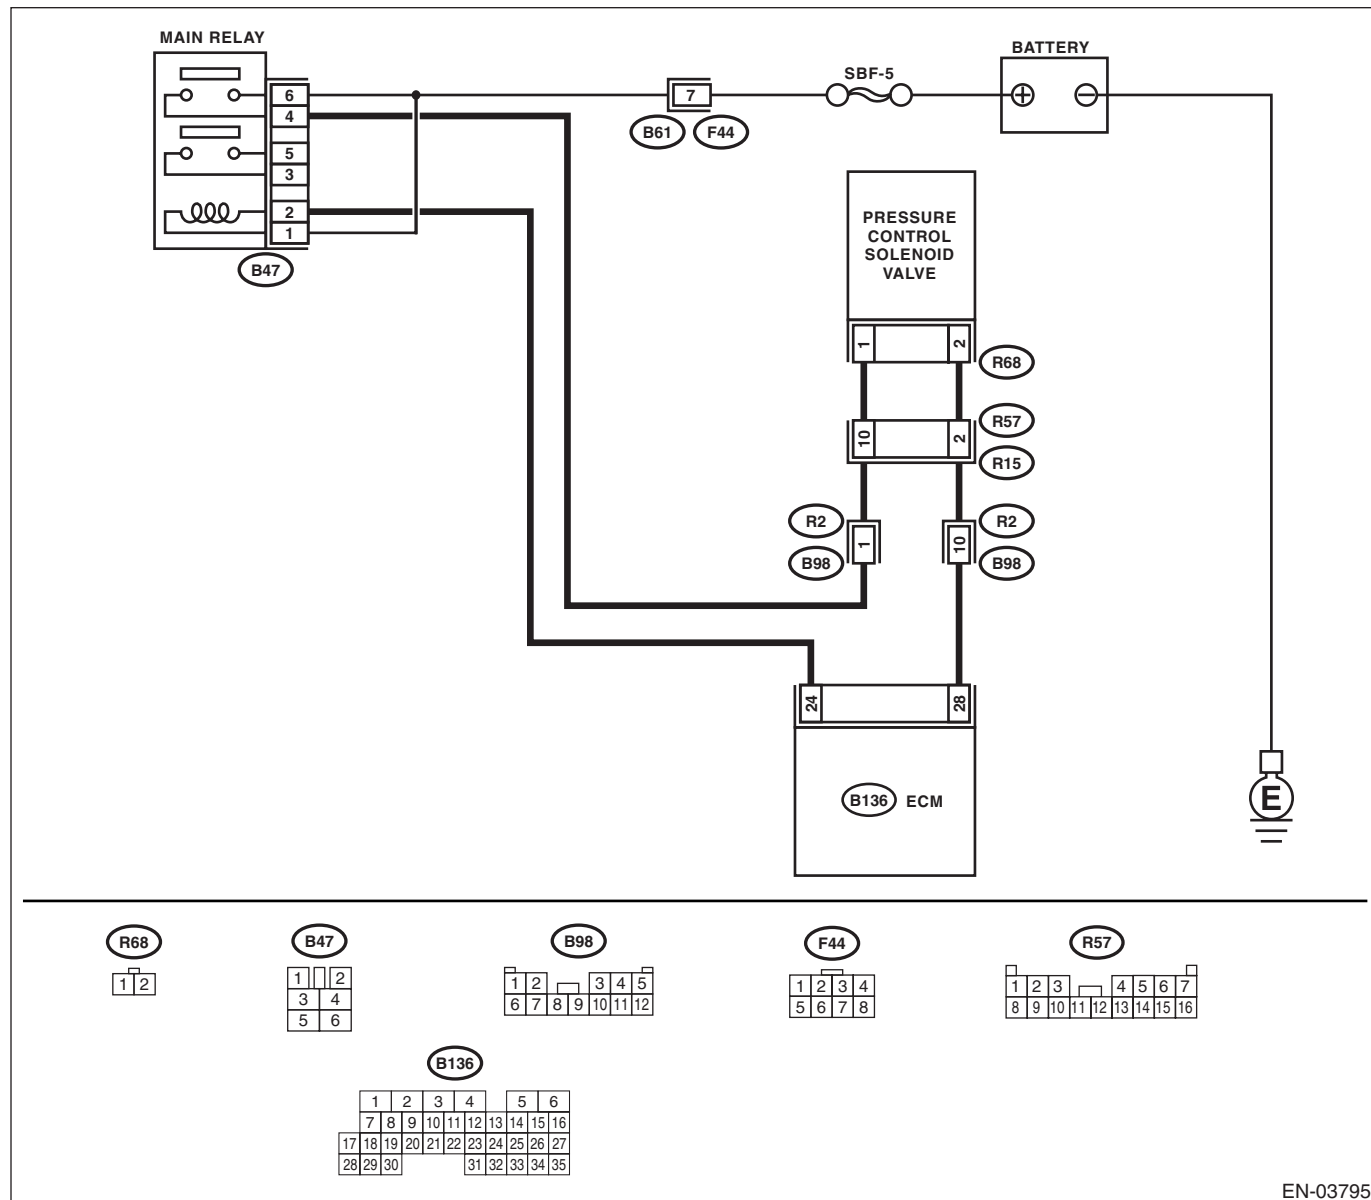 MAIN RELAY
BATTERY
SBF-5
6
4
5
3
2
1
7
B61
F44
B47
PRESSURE
CONTROL
SOLENOID
VALVE
1
2
R68
10
2
R57
R15
R2
1
B98
R2
10
B98
24
28
B136
ECM
E
R68
1 2
B47
1 2
3 4
5 6
B98
1 2 3 4 5
6 7 8 9 10 11 12
F44
1 2 3 4
5 6 7 8
R57
1 2 3 4 5 6 7
8 9 10 11 12 13 14 15 16
B136
1 2 3 4 5 6
7 8 9 10 11 12 13 14 15 16
17 18 19 20 21 22 23 24 25 26 27
28 29 30 31 32 33 34 35
EN-03795